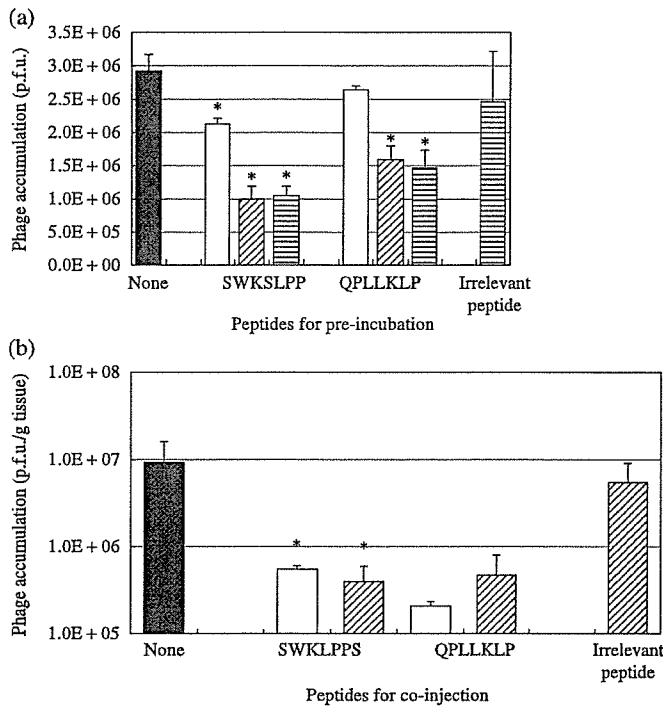 (a)
Phage accumulation (p.f.u.)
3.5E + 06
3.0E + 06
2.5E + 06
2.0E + 06
1.5E + 06
1.0E + 06
5.0E + 05
0.0E + 00
*
* *
*
*
None SWKSLPP QPLLKLP Irrelevant
peptide
Peptides for pre-incubation
(b)
Phage accumulation (p.f.u./g tissue)
1.0E + 08
1.0E + 07
1.0E + 06
1.0E + 05
* *
None SWKLPPS QPLLKLP Irrelevant
peptide
Peptides for co-injection